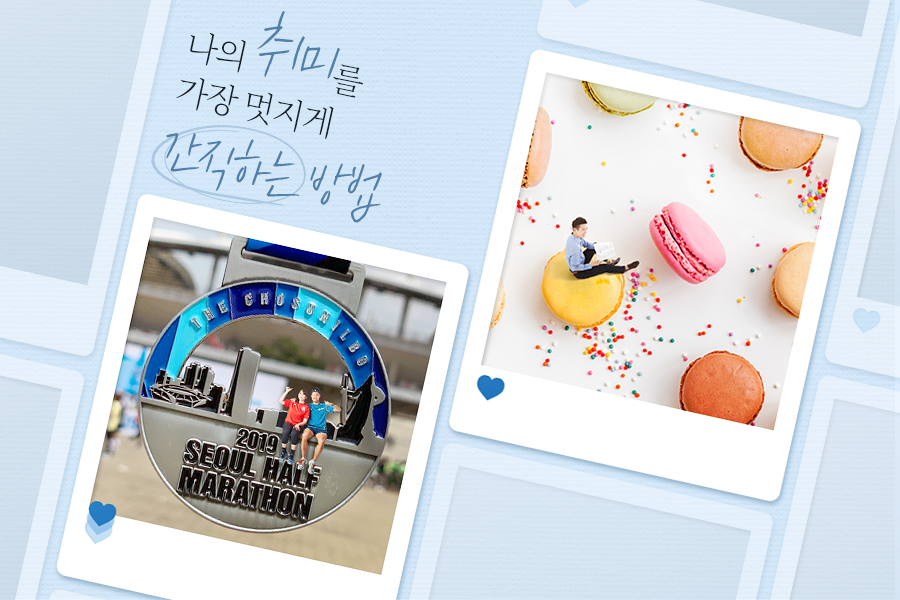 나의 취미를
가장 멋지게
간직하는 방법
THE CHOSUNILBO
2019
SEOUL HALF
MARATHON